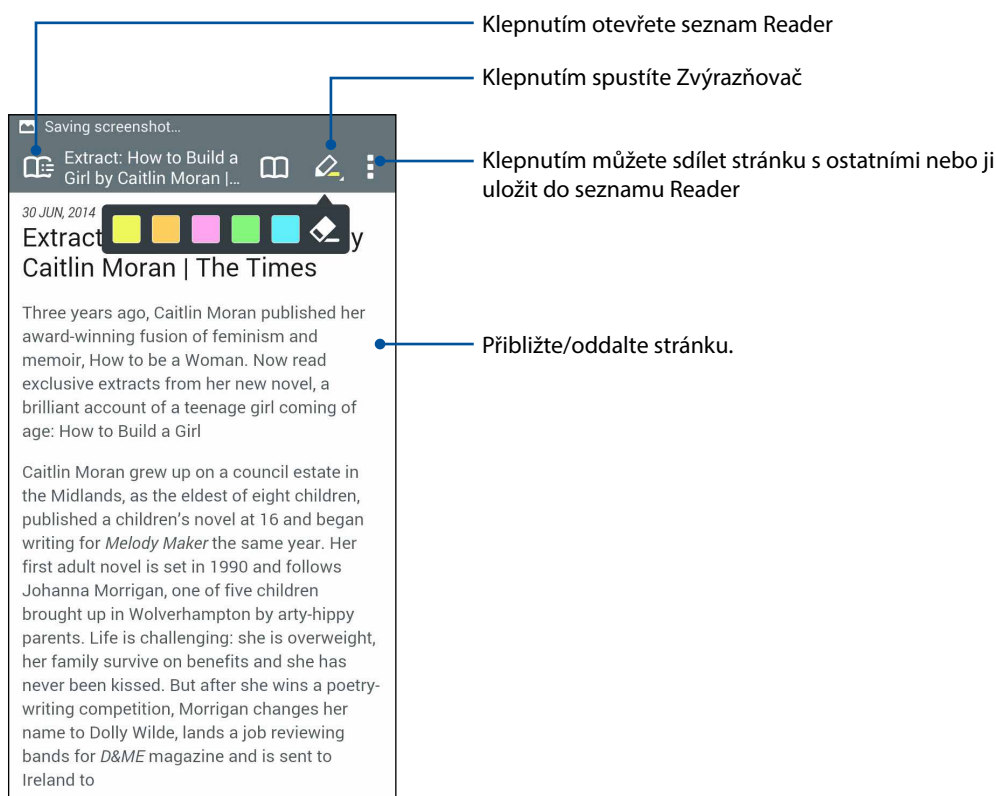 Klepnutím otevřete seznam Reader
Klepnutím spustíte Zvýrazňovač
Saving screenshot...
Extract: How to Build a
Girl by Caitlin Moran |...
Klepnutím můžete sdílet stránku s ostatními nebo ji
uložit do seznamu Reader
30 JUN, 2014
Extract y
Caitlin Moran | The Times
Three years ago, Caitlin Moran published her
award-winning fusion of feminism and
memoir, How to be a Woman. Now read
exclusive extracts from her new novel, a
brilliant account of a teenage girl coming of
age: How to Build a Girl
Přibližte/oddalte stránku.
Caitlin Moran grew up on a council estate in
the Midlands, as the eldest of eight children,
published a children's novel at 16 and began
writing for Melody Maker the same year. Her
first adult novel is set in 1990 and follows
Johanna Morrigan, one of five children
brought up in Wolverhampton by arty-hippy
parents. Life is challenging: she is overweight,
her family survive on benefits and she has
never been kissed. But after she wins a poetry-
writing competition, Morrigan changes her
name to Dolly Wilde, lands a job reviewing
bands for D&ME magazine and is sent to
Ireland to